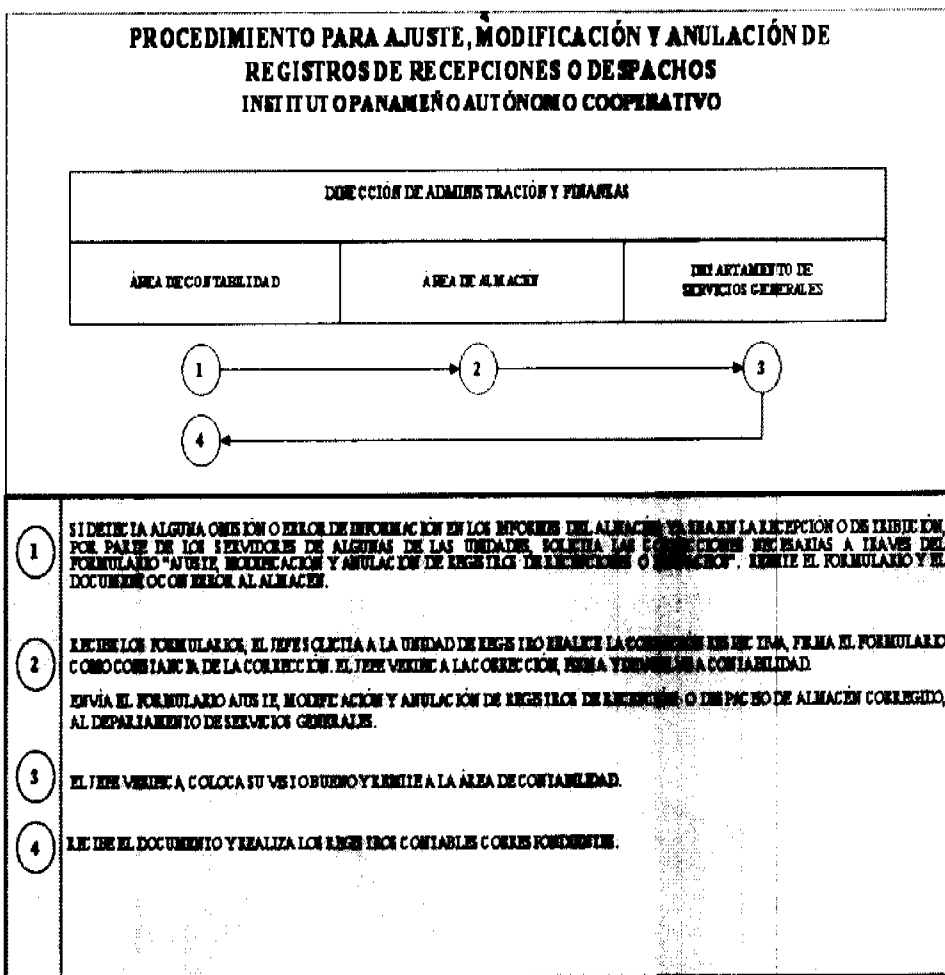 PROCEDIMIENTO PARA AJUSTE, MODIFICACIÓN Y ANULACIÓN DE
REGISTROS DE RECEPCIONES O DESPACHOS
INSTITUTO PANAMEÑO AUTÓNOMO COOPERATIVO
DIRECCIÓN DE ADMINISTRACIÓN Y FINANZAS
ÁREA DE CONTABILIDAD
ÁREA DE ALMACÉN
DEPARTAMENTO DE
SERVICIOS GENERALES
1
2
3
4
1
SI DETECTA ALGUNA OMISIÓN O ERROR DE INFORMACIÓN EN LOS INFORMES DEL ALMACÉN YA SEA EN LA RECEPCIÓN O DISTRIBUCIÓN,
POR PARTE DE LOS SERVIDORES DE ALGUNAS DE LAS UNIDADES, SOLICITA LAS CORRECCIONES NECESARIAS A TRAVÉS DEL
FORMULARIO "AJUSTE, MODIFICACIÓN Y ANULACIÓN DE REGISTROS DE RECEPCIONES O DESPACHOS", REMITE EL FORMULARIO Y EL
DOCUMENTO CON ERROR AL ALMACÉN.
2
RECIBE LOS FORMULARIOS, EL JEFE SOLICITA A LA UNIDAD DE REGISTRO REALICE LA CORRECCIÓN RESPECTIVA, FIRMA EL FORMULARIO
COMO CONSTANCIA DE LA CORRECCIÓN. EL JEFE VERIFICA LA CORRECCIÓN, FIRMA Y A CONTABILIDAD.
ENVÍA EL FORMULARIO AJUSTE, MODIFICACIÓN Y ANULACIÓN DE REGISTROS DE RECEPCIÓN O DESPACHO DE ALMACÉN CORREGIDO,
AL DEPARTAMENTO DE SERVICIOS GENERALES.
3
EL JEFE VERIFICA, COLOCA SU VISTO BUENO Y REMITE A LA ÁREA DE CONTABILIDAD.
4
RECIBE EL DOCUMENTO Y REALIZA LOS REGISTROS CONTABLES CORRESPONDIENTES.